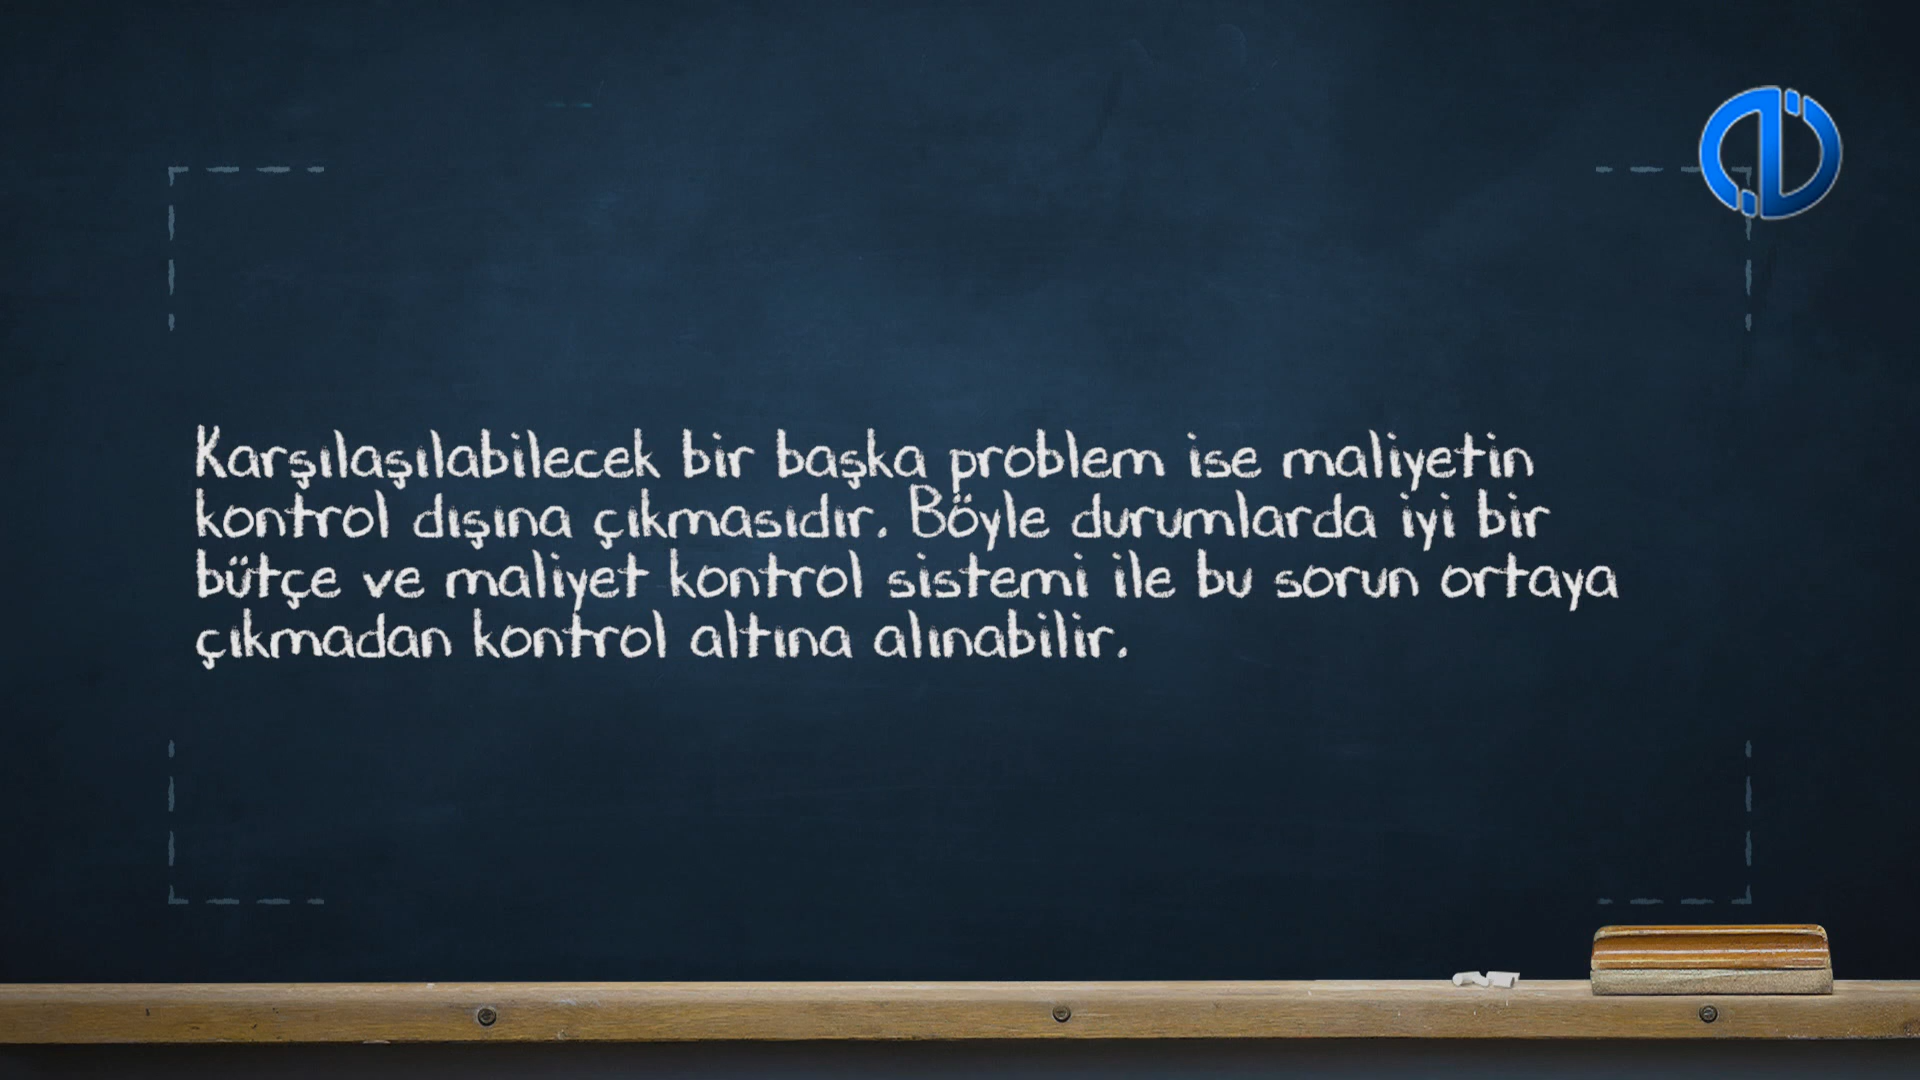 Karşılaşılabilecek bir başka problem ise maliyetin
kontrol dışına çıkmasıdır. Böyle durumlarda iyi bir
bütçe ve maliyet kontrol sistemi ile bu sorun ortaya
çıkmadan kontrol altına alınabilir.